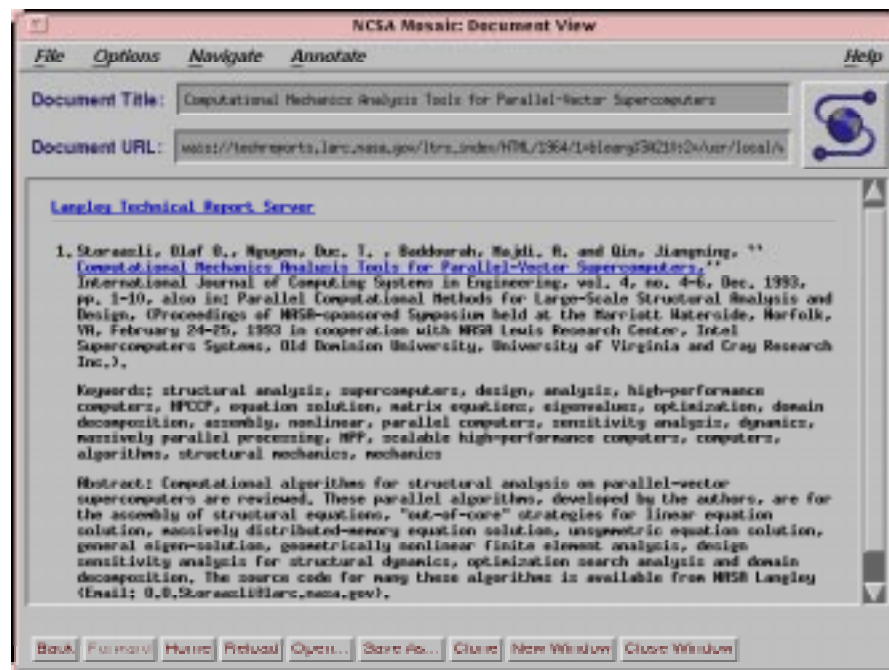 NCSA Mosaic: Document View
File Options Navigate Annotate Help
Document Title: Computational Mechanics Analysis Tools for Parallel-Vector Supercomputers
Document URL: wais://techreports.larc.nasa.gov/ltrs_index/HTML/1964/1=
Langley Technical Report Server
1. Storaasli, Olaf O., Nguyen, Duc. T. , Baddourah, Majdi. A. and Qin, Jiangning, ``
Computational Mechanics Analysis Tools for Parallel-Vector Supercomputers,''
International Journal of Computing Systems in Engineering, vol. 4, no. 4-6, Dec. 1993,
pp. 1-10, also in: Parallel Computational Methods for Large-Scale Structural Analysis and
Design, (Proceedings of NASA-sponsored Symposium held at the Marriott Waterside, Norfolk,
VA, February 24-25, 1993 in cooperation with NASA Lewis Research Center, Intel
Supercomputers Systems, Old Dominion University, University of Virginia and Cray Research
Inc.).
Keywords: structural analysis, supercomputers, design, analysis, high-performance
computers, HPCCP, equation solution, matrix equations, eigenvalues, optimization, domain
decomposition, assembly, nonlinear, parallel computers, sensitivity analysis, dynamics,
massively parallel processing, MPP, scalable high-performance computers, computers,
algorithms, structural mechanics, mechanics
Abstract: Computational algorithms for structural analysis on parallel-vector
supercomputers are reviewed. These parallel algorithms, developed by the authors, are for
the assembly of structural equations, "out-of-core" strategies for linear equation
solution, massively distributed-memory equation solution, unsymmetric equation solution,
general eigen-solution, geometrically nonlinear finite element analysis, design
sensitivity analysis for structural dynamics, optimization search analysis and domain
decomposition. The source code for many these algorithms is available from NASA Langley
(Email: O.O.Storaasli@larc.nasa.gov).
Back Forward Home Reload Open... Save As... Clone New Window Close Window